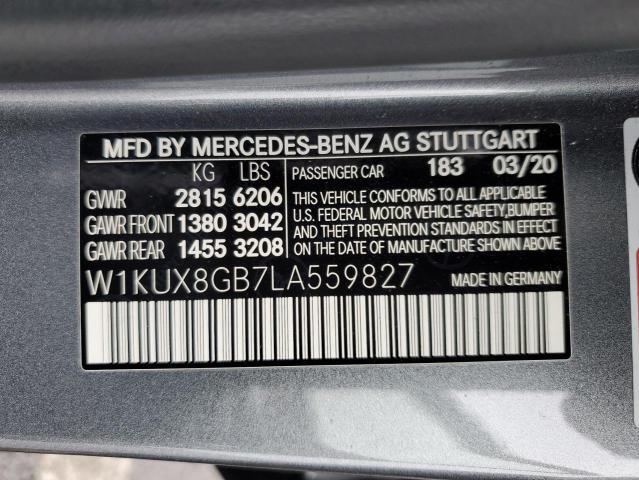 MFD BY MERCEDES-BENZ AG STUTTGART
KG LBS PASSENGER CAR 183 03/20
GVWR 2815 6206
GAWR FRONT 1380 3042
GAWR REAR 1455 3208
THIS VEHICLE CONFORMS TO ALL APPLICABLE
U.S. FEDERAL MOTOR VEHICLE SAFETY,BUMPER
AND THEFT PREVENTION STANDARDS IN EFFECT
ON THE DATE OF MANUFACTURE SHOWN ABOVE.
W1KUX8GB7LA559827 MADE IN GERMANY